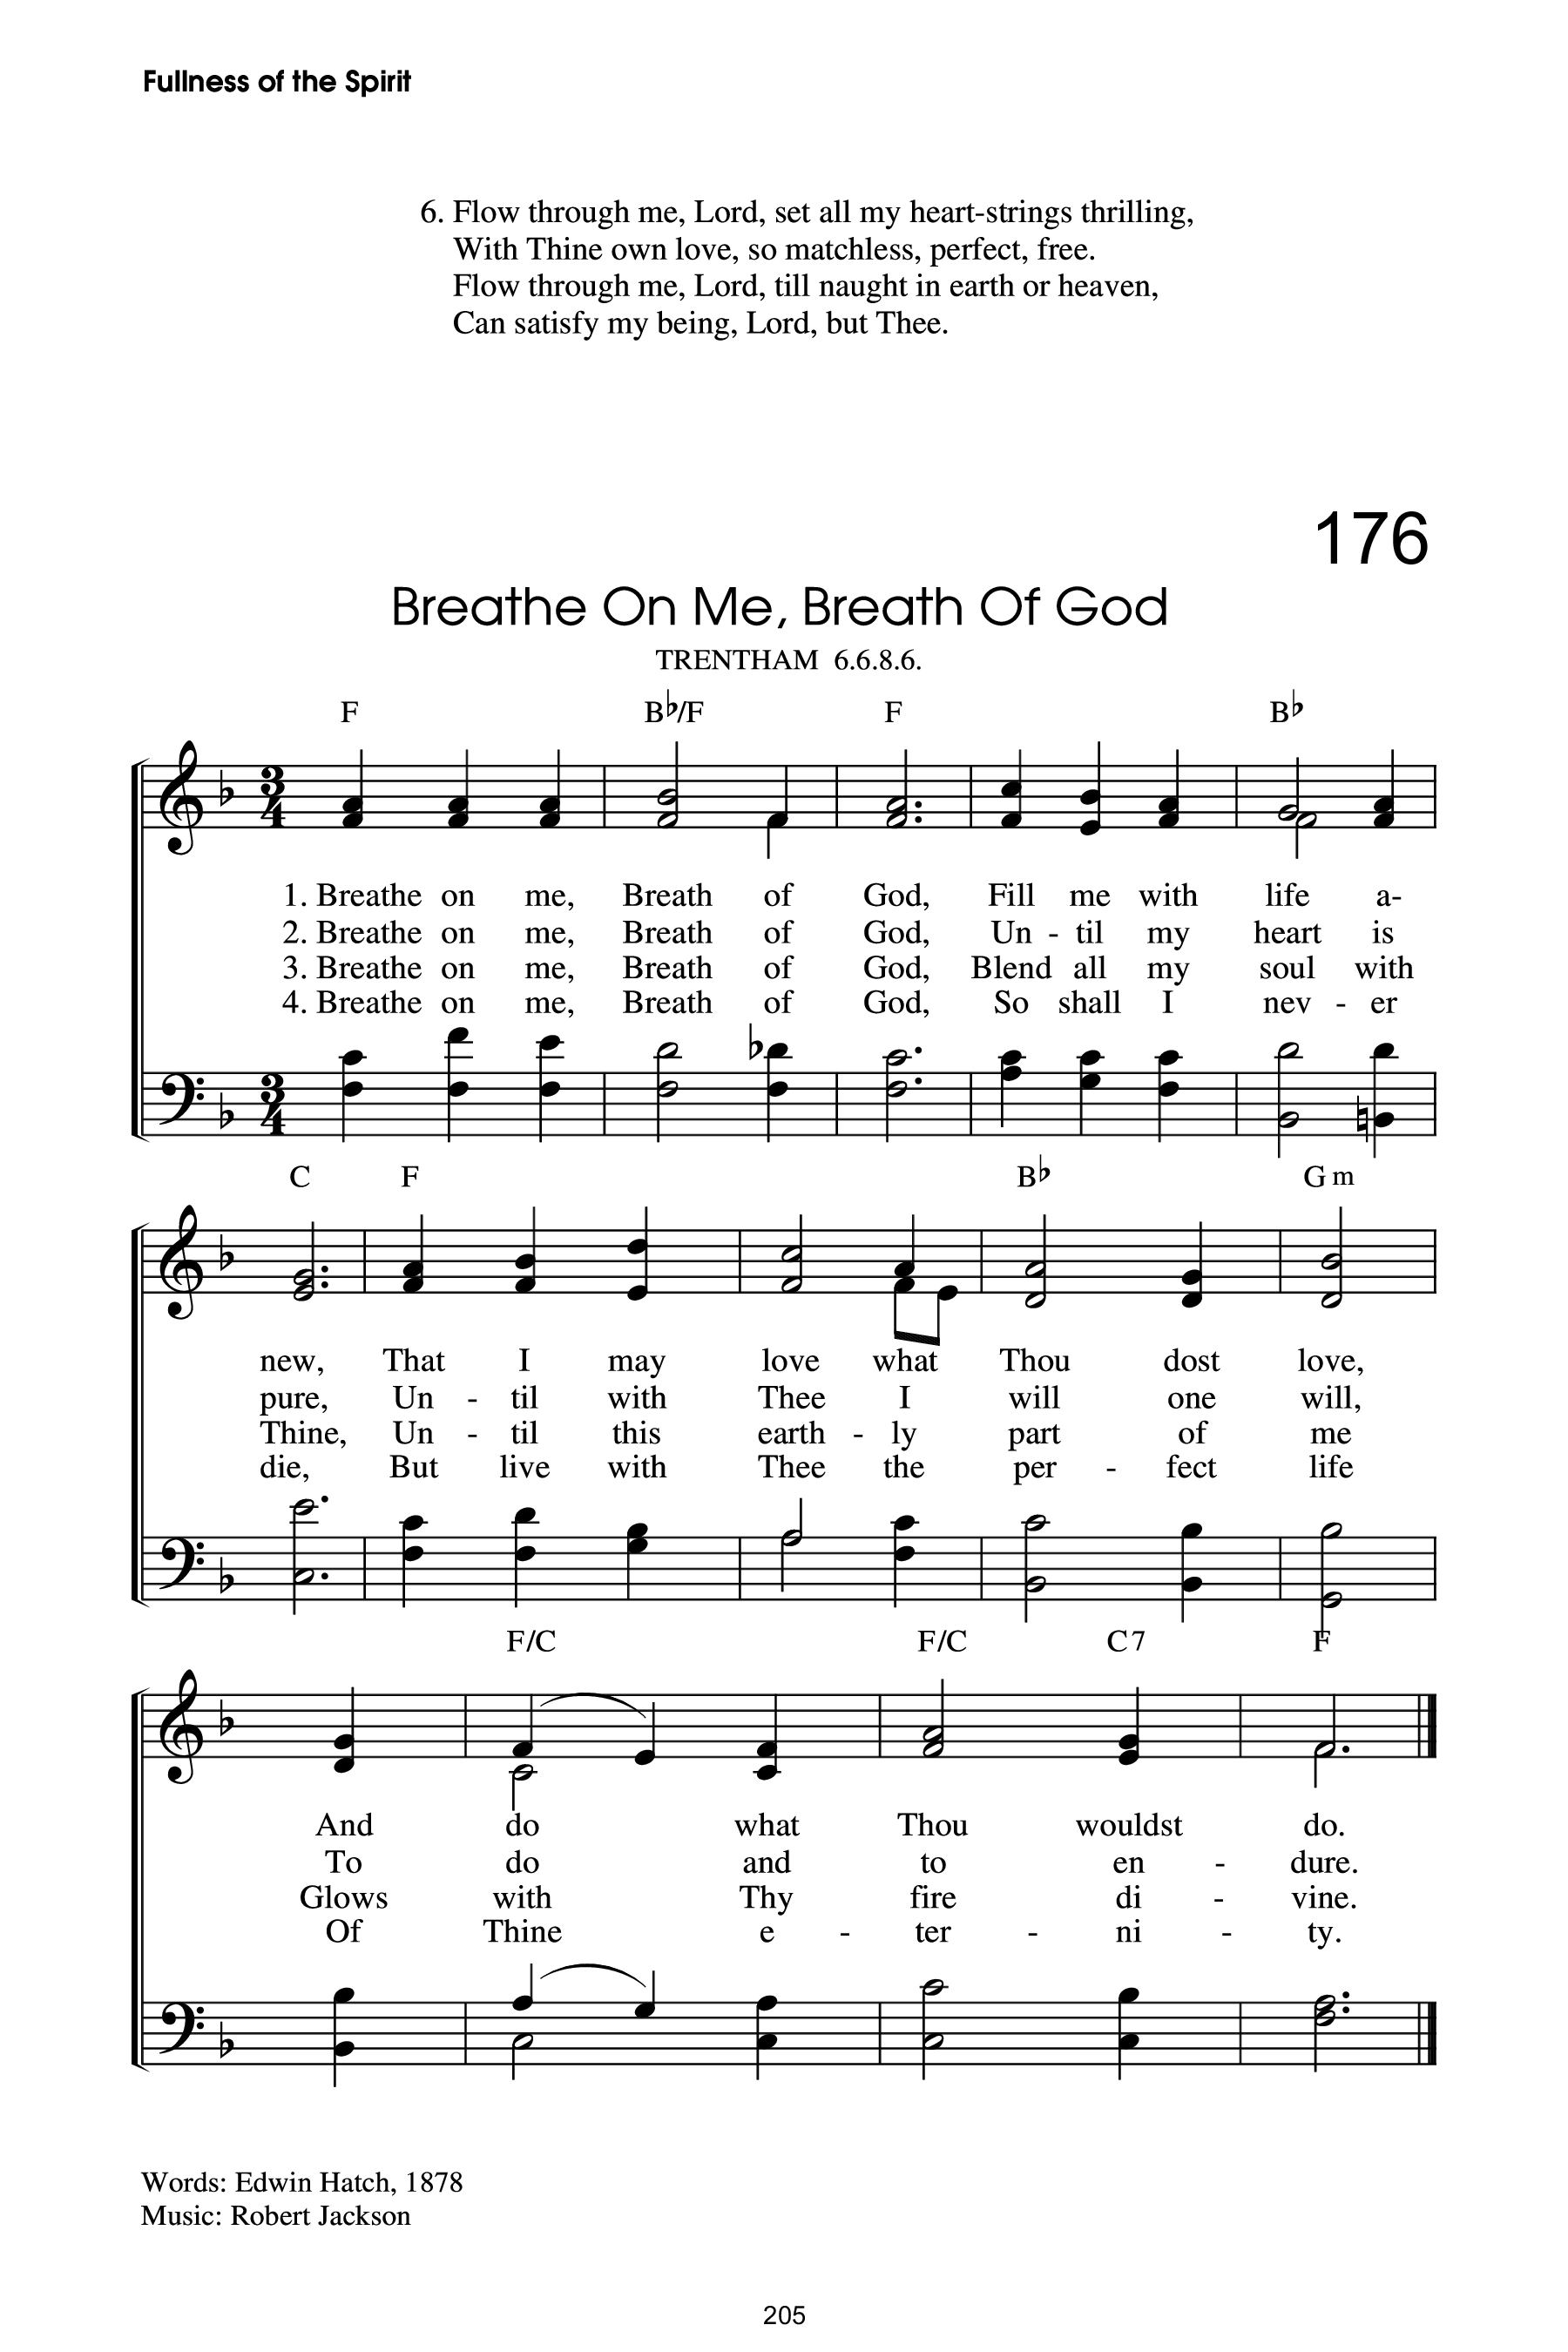 Fullness of the Spirit
6. Flow through me, Lord, set all my heart-strings thrilling,
With Thine own love, so matchless, perfect, free.
Flow through me, Lord, till naught in earth or heaven,
Can satisfy my being, Lord, but Thee.
176
Breathe On Me, Breath Of God
TRENTHAM 6.6.8.6.
F B♭/F F B♭
3 4
1. Breathe on me, Breath of God, Fill me with life a-
2. Breathe on me, Breath of God, Un - til my heart is
3. Breathe on me, Breath of God, Blend all my soul with
4. Breathe on me, Breath of God, So shall I nev - er
3 4
C F B♭ Gm
new, That I may love what Thou dost love,
pure, Un - til with Thee I will one will,
Thine, Un - til this earth - ly part of me
die, But live with Thee the per - fect life
F/C F/C C7 F
And do what Thou wouldst do.
To do and to en - dure.
Glows with Thy fire di - vine.
Of Thine e - ter - ni - ty.
Words: Edwin Hatch, 1878
Music: Robert Jackson
205